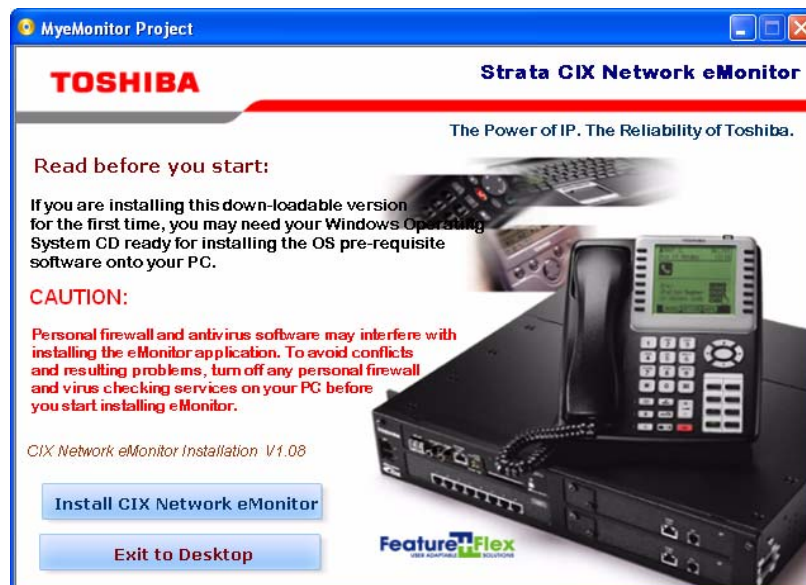 MyeMonitor Project
TOSHIBA
Strata CIX Network eMonitor
The Power of IP. The Reliability of Toshiba.
Read before you start:
If you are installing this down-loadable version
for the first time, you may need your Windows Operating
System CD ready for installing the OS pre-requisite
software onto your PC.
CAUTION:
Personal firewall and antivirus software may interfere with
installing the eMonitor application. To avoid conflicts
and resulting problems, turn off any personal firewall
and virus checking services on your PC before
you start installing eMonitor.
CIX Network eMonitor Installation V1.08
Install CIX Network eMonitor
Exit to Desktop
Feature Flex
USER ADAPTABLE SOLUTIONS